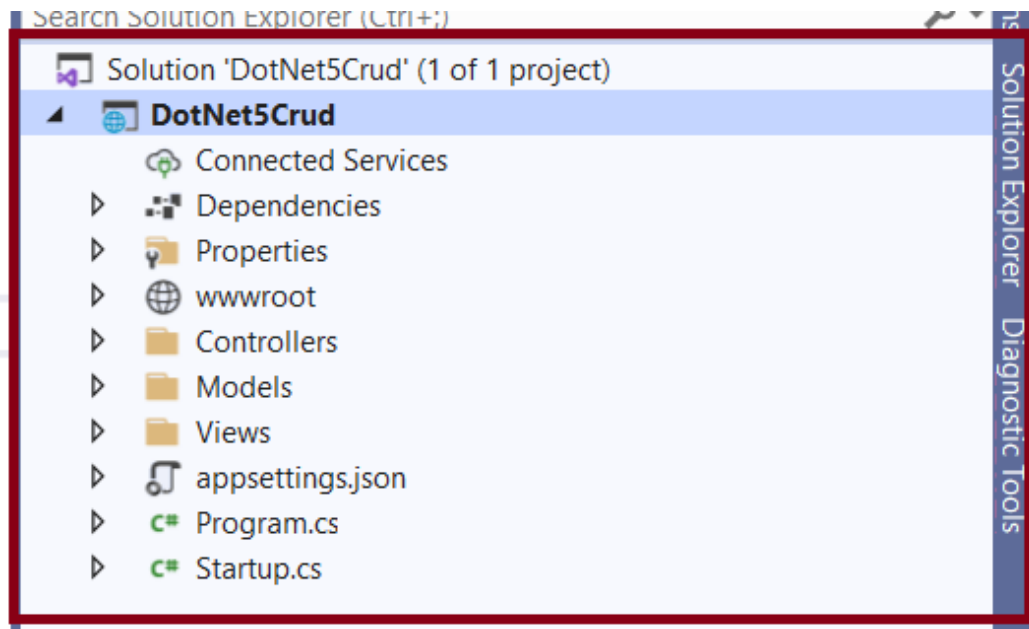 Search Solution Explorer (Ctrl+;)
Solution 'DotNet5Crud' (1 of 1 project)
DotNet5Crud
Connected Services
Dependencies
Properties
wwwroot
Controllers
Models
Views
appsettings.json
C# Program.cs
C# Startup.cs
Solution Explorer
Diagnostic Tools